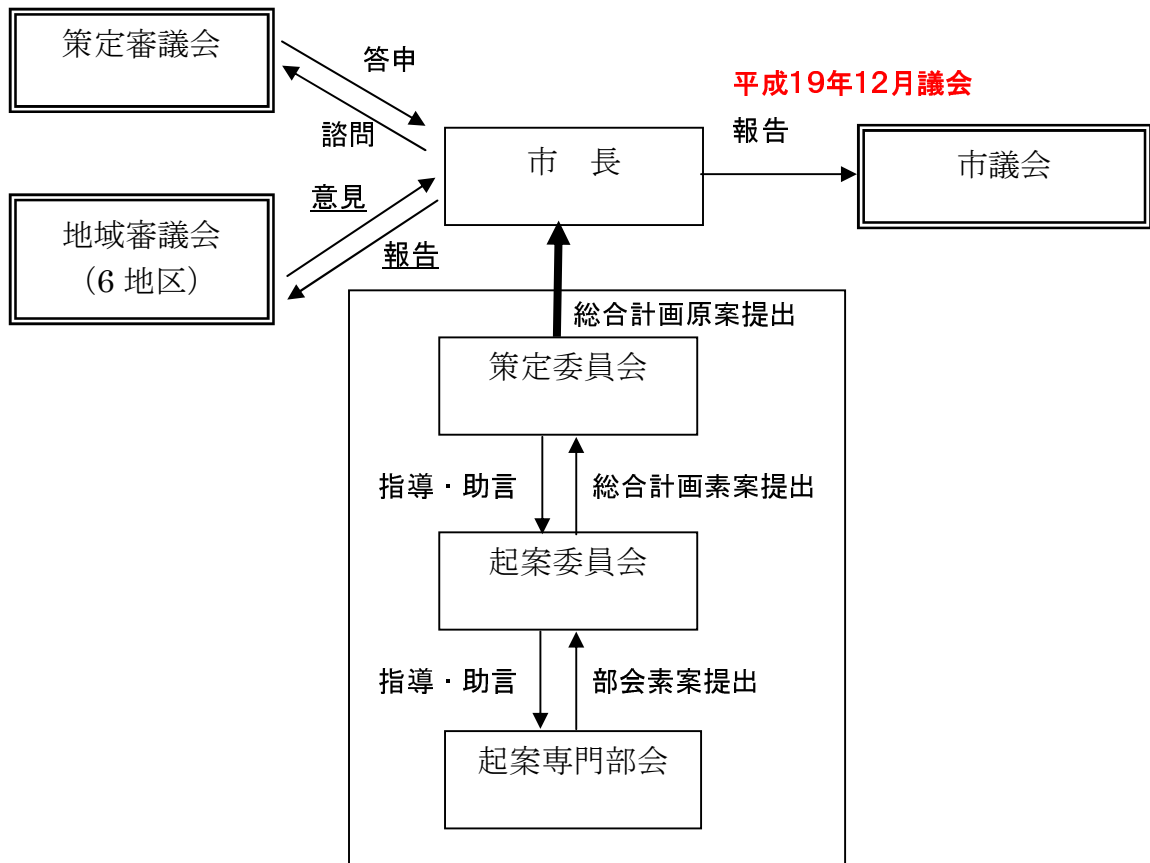 策定審議会
答申
諮問
平成19年12月議会
報告
市　長
市議会
意見
報告
地域審議会
（6 地区）
総合計画原案提出
策定委員会
指導・助言
総合計画素案提出
起案委員会
指導・助言
部会素案提出
起案専門部会